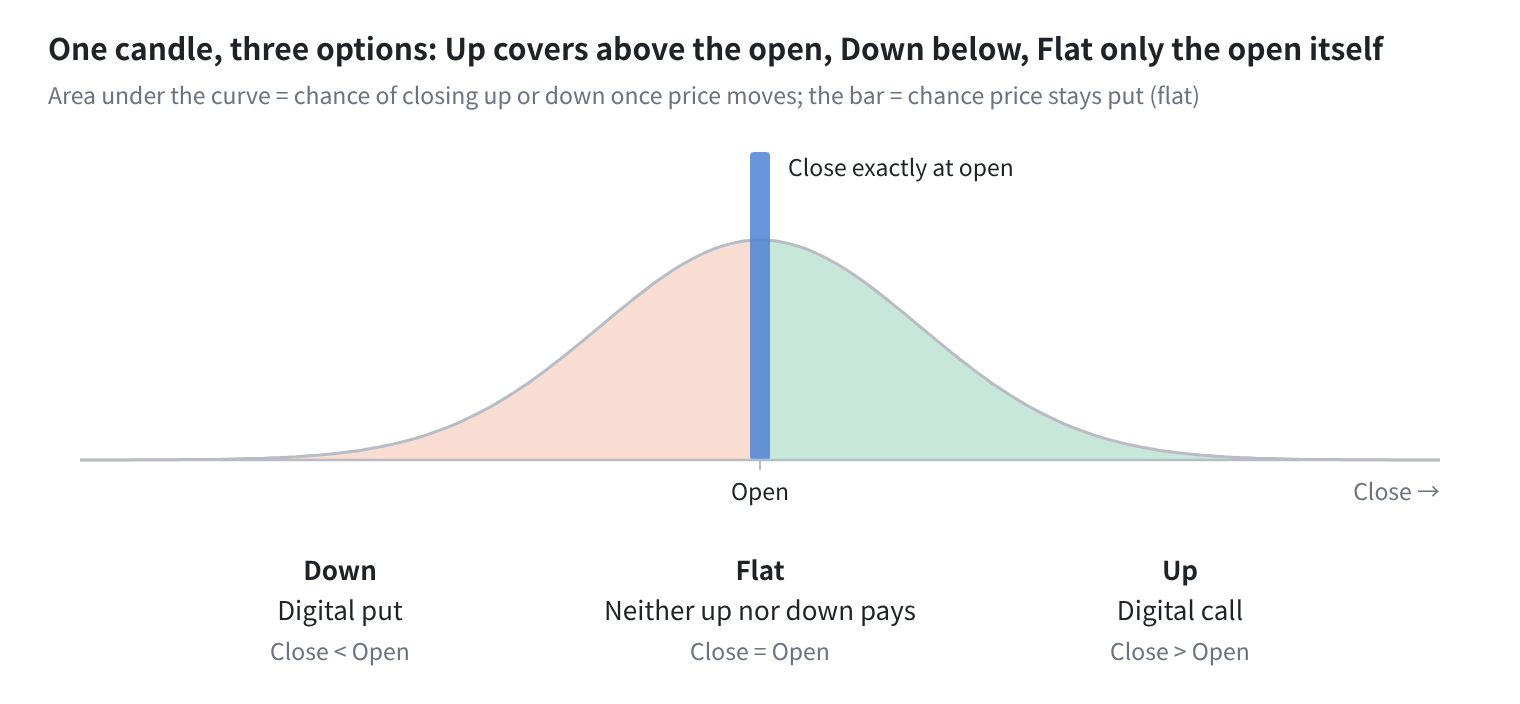 One candle, three options: Up covers above the open, Down below, Flat only the open itself
Area under the curve = chance of closing up or down once price moves; the bar = chance price stays put (flat)
Close exactly at open
Open
Close →
Down
Digital put
Close < Open
Flat
Neither up nor down pays
Close = Open
Up
Digital call
Close > Open